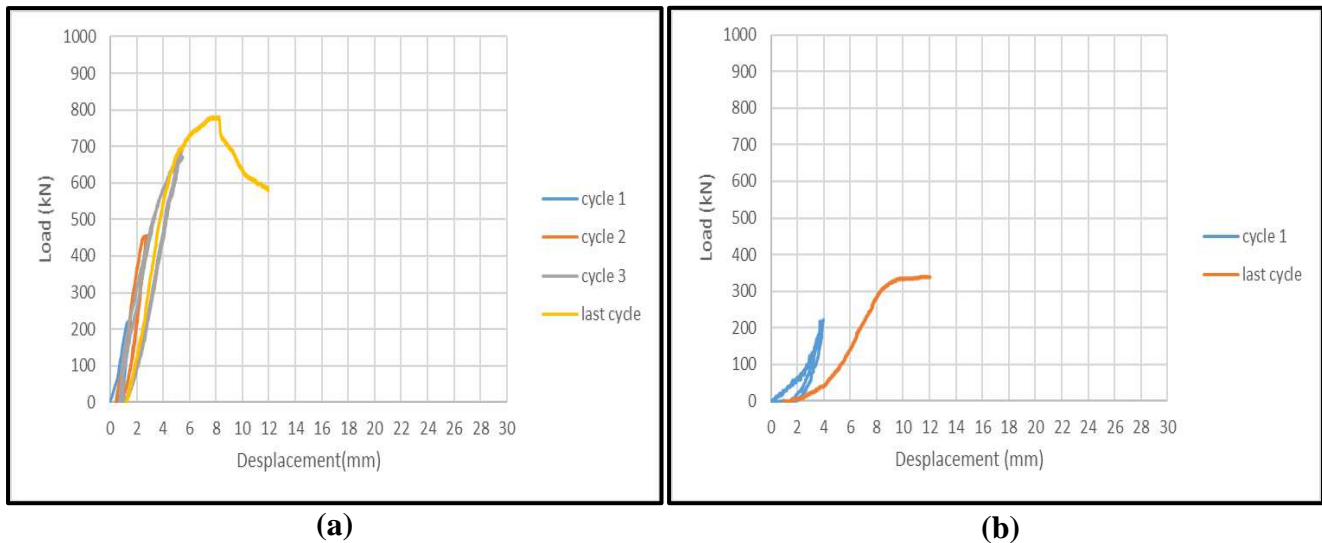 1000
900
800
700
600
500
400
300
200
100
0
Load (kN)
0 2 4 6 8 10 12 14 16 18 20 22 24 26 28 30
Desplacement(mm)
cycle 1
cycle 2
cycle 3
last cycle
(a)
1000
900
800
700
600
500
400
300
200
100
0
Load (kN)
0 2 4 6 8 10 12 14 16 18 20 22 24 26 28 30
Desplacement (mm)
cycle 1
last cycle
(b)